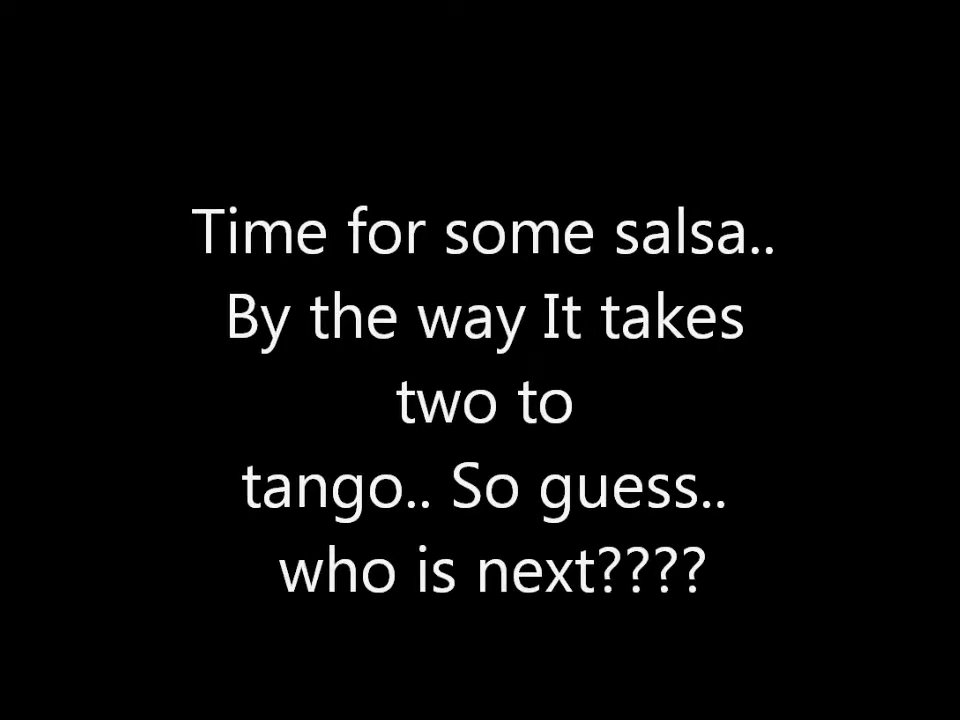 Time for some salsa..
By the way It takes
two to
tango.. So guess..
who is next????